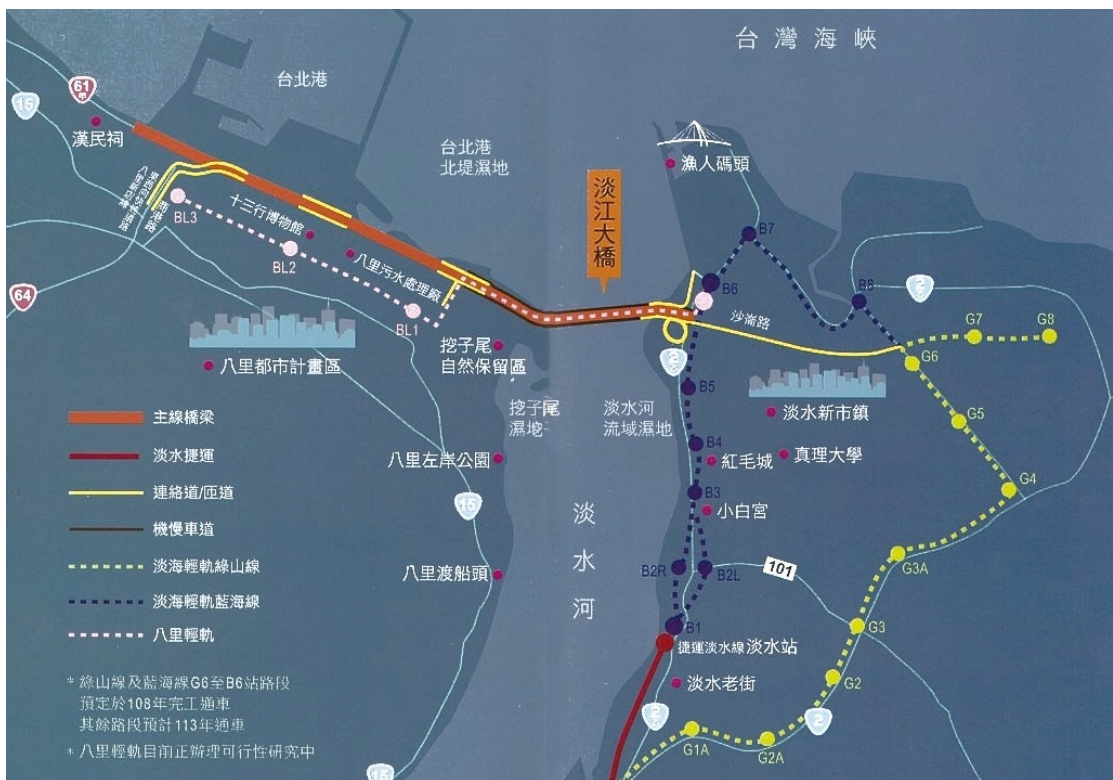 台灣海峽
61
甲
15
台北港
漢民祠
台北港
北堤濕地
漁人碼頭
淡江大橋
B7
商港路
BL3
十三行博物館
BL2
八里污水處理廠
B6
B8
2
沙崙路
64
BL1
G7
G8
G6
挖子尾
自然保留區
2
八里都市計畫區
B5
挖子尾
濕地
淡水河
流域濕地
淡水新市鎮
G5
主線橋梁
淡水捷運
連絡道/匝道
機慢車道
淡海輕軌綠山線
淡海輕軌藍海線
八里輕軌
B4
八里左岸公園
紅毛城
真理大學
G4
B3
15
小白宮
淡水河
G3A
八里渡船頭
B2R
B2L
101
B1
G3
捷運淡水線淡水站
淡水老街
G2
2
2
G1A
G2A
15
* 綠山線及藍海線G6至B6站路段
預定於108年完工通車
其餘路段預計113年通車
* 八里輕軌目前正辦理可行性研究中